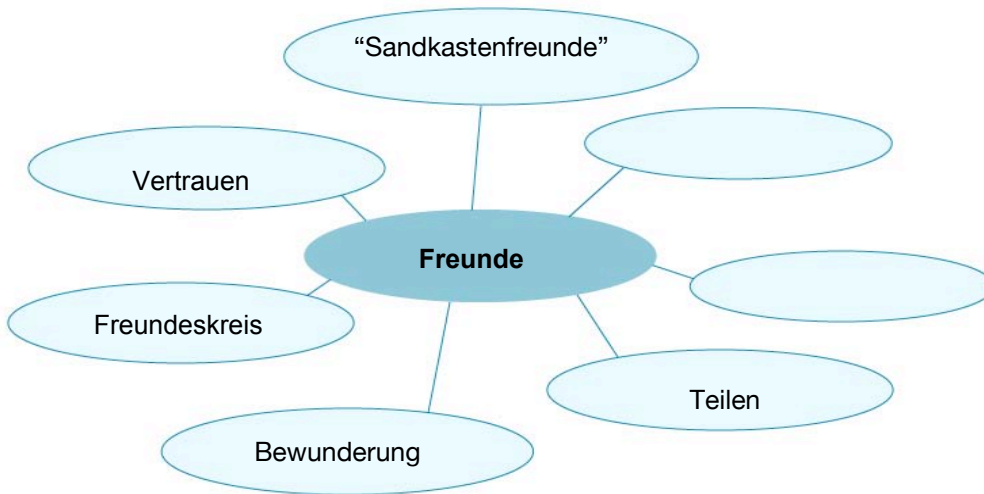 “Sandkastenfreunde”
Vertrauen
Freunde
Freundeskreis
Teilen
Bewunderung